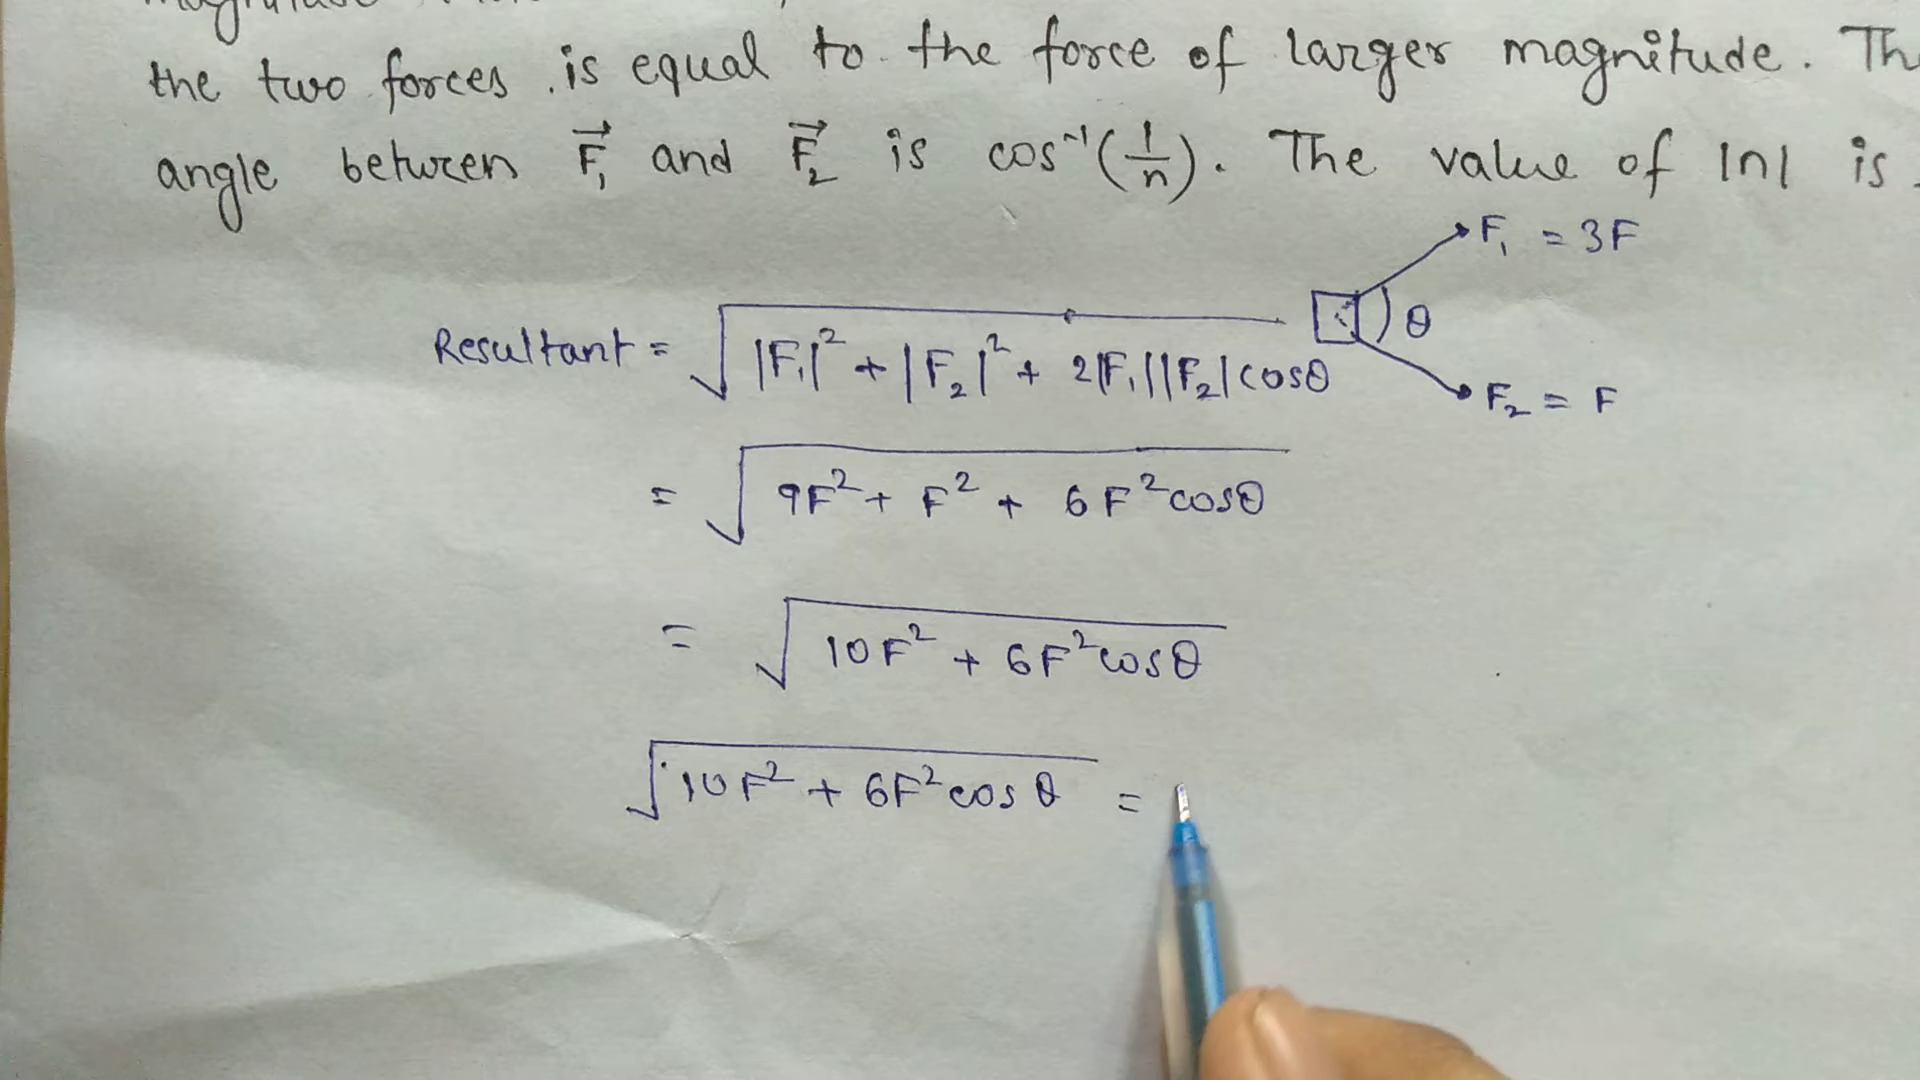 the two forces is equal to the force of larger magnitude. Th
angle between F⃗₁ and F⃗₂ is cos⁻¹(1/n). The value of |n| is
F₁ = 3F
Resultant = √(|F₁|² + |F₂|² + 2|F₁||F₂|cosθ)
θ
F₂ = F
= √(9F² + F² + 6F²cosθ)
= √(10F² + 6F²cosθ)
√(10F² + 6F²cosθ) =